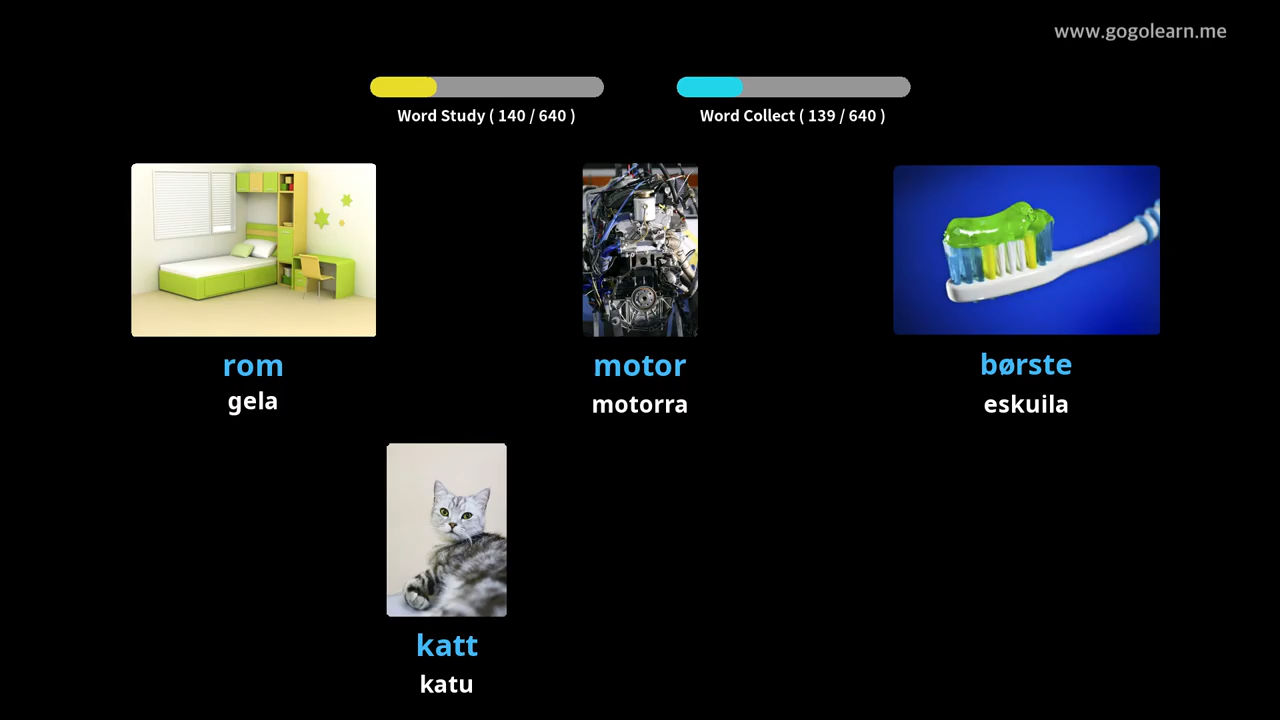 www.gogolearn.me
Word Study ( 140 / 640 )
Word Collect ( 139 / 640 )
rom
gela
motor
motorra
børste
eskuila
katt
katu